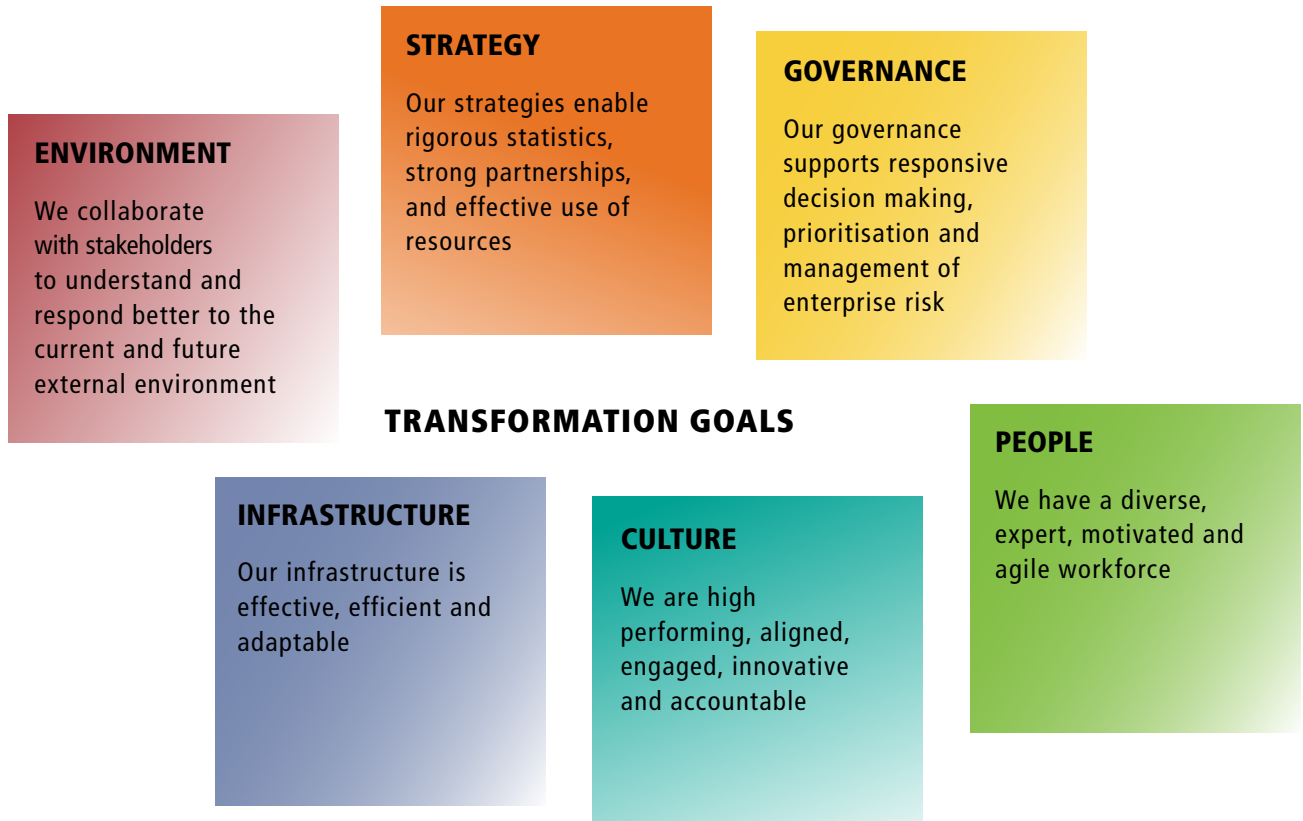 STRATEGY
Our strategies enable
rigorous statistics,
strong partnerships,
and effective use of
resources
GOVERNANCE
Our governance
supports responsive
decision making,
prioritisation and
management of
enterprise risk
ENVIRONMENT
We collaborate
with stakeholders
to understand and
respond better to the
current and future
external environment
TRANSFORMATION GOALS
PEOPLE
We have a diverse,
expert, motivated and
agile workforce
INFRASTRUCTURE
Our infrastructure is
effective, efficient and
adaptable
CULTURE
We are high
performing, aligned,
engaged, innovative
and accountable